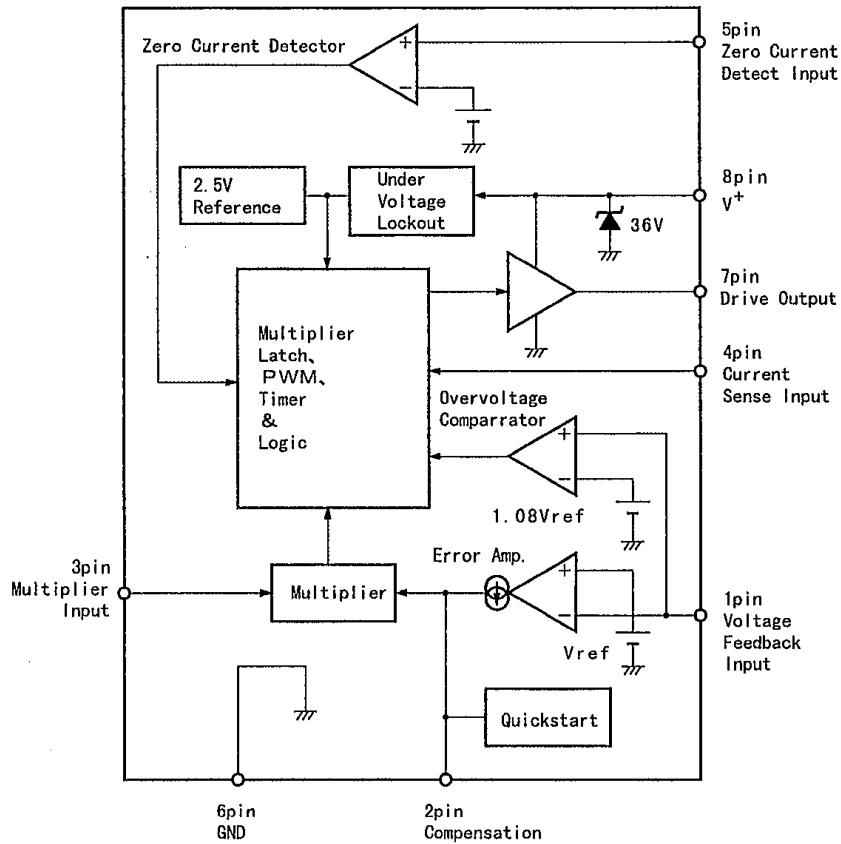 Zero Current Detector
+
−
5pin
Zero Current
Detect Input
2.5V
Reference
Under
Voltage
Lockout
8pin
V+
36V
7pin
Drive Output
Multiplier
Latch、
PWM、
Timer
&
Logic
4pin
Current
Sense Input
Overvoltage
Comparrator
+
−
1.08Vref
3pin
Multiplier
Input
Multiplier
Error Amp.
+
−
Vref
1pin
Voltage
Feedback
Input
Quickstart
6pin
GND
2pin
Compensation